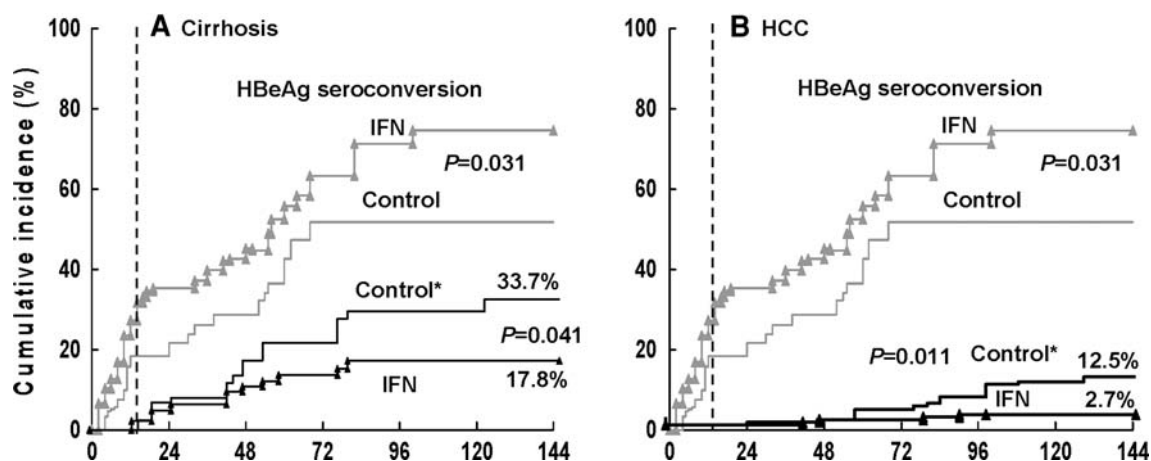 A Cirrhosis
B HCC
Cumulative incidence (%)
100
80
60
40
20
0
HBeAg seroconversion
IFN
P=0.031
Control
Control*
33.7%
P=0.041
IFN
17.8%
0 24 48 72 96 120 144
100
80
60
40
20
0
HBeAg seroconversion
IFN
P=0.031
Control
P=0.011
Control*
12.5%
IFN
2.7%
0 24 48 72 96 120 144